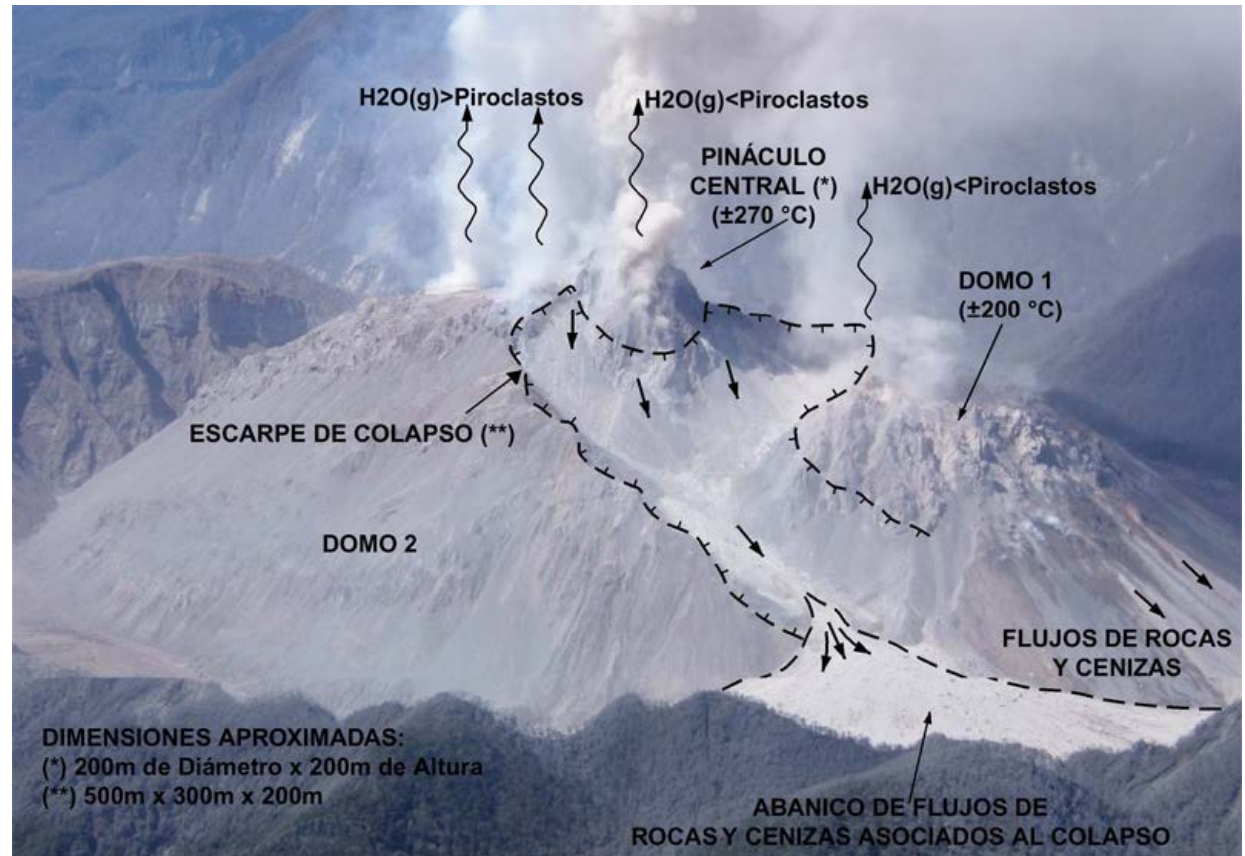 H2O(g)>Piroclastos
H2O(g)<Piroclastos
PINÁCULO
CENTRAL (*)
(±270 °C)
H2O(g)<Piroclastos
DOMO 1
(±200 °C)
ESCARPE DE COLAPSO (**)
DOMO 2
FLUJOS DE ROCAS
Y CENIZAS
DIMENSIONES APROXIMADAS:
(*) 200m de Diámetro x 200m de Altura
(**) 500m x 300m x 200m
ABANICO DE FLUJOS DE
ROCAS Y CENIZAS ASOCIADOS AL COLAPSO